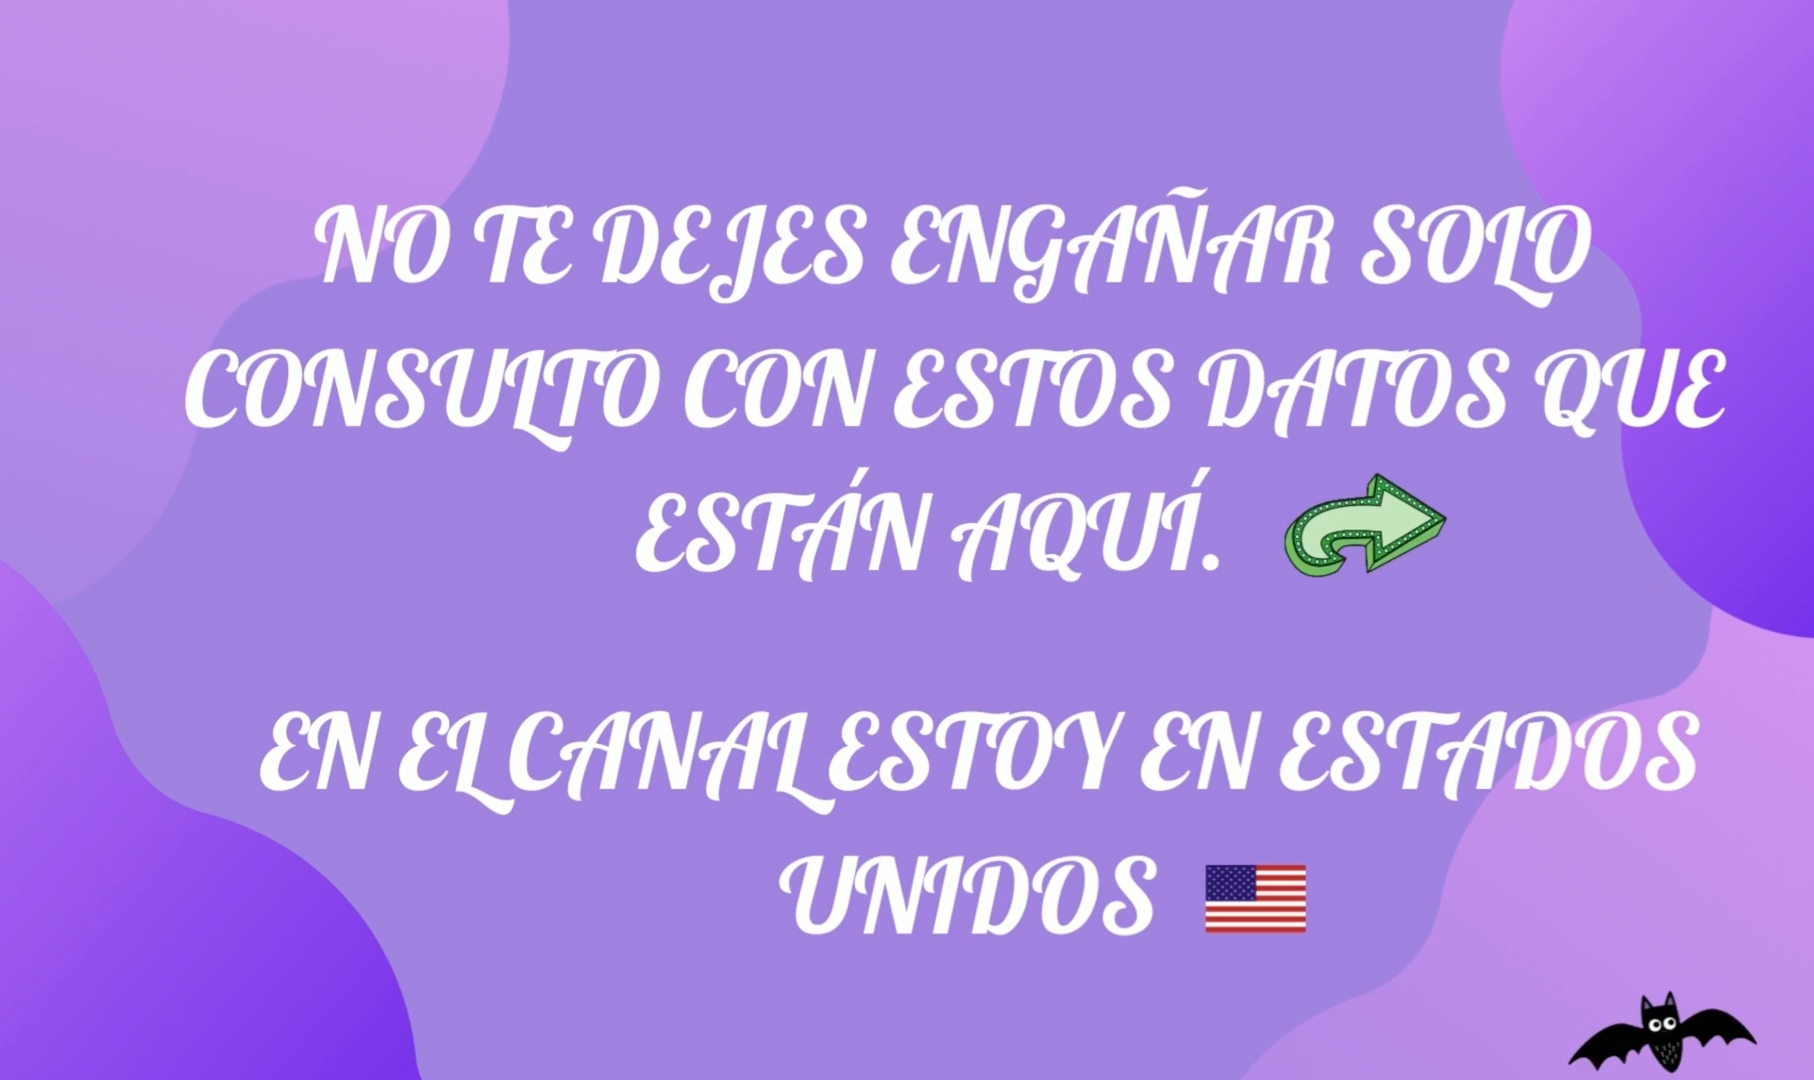 NO TE DEJES ENGAÑAR SOLO
CONSULTO CON ESTOS DATOS QUE
ESTÁN AQUÍ.
EN EL CANAL ESTOY EN ESTADOS
UNIDOS